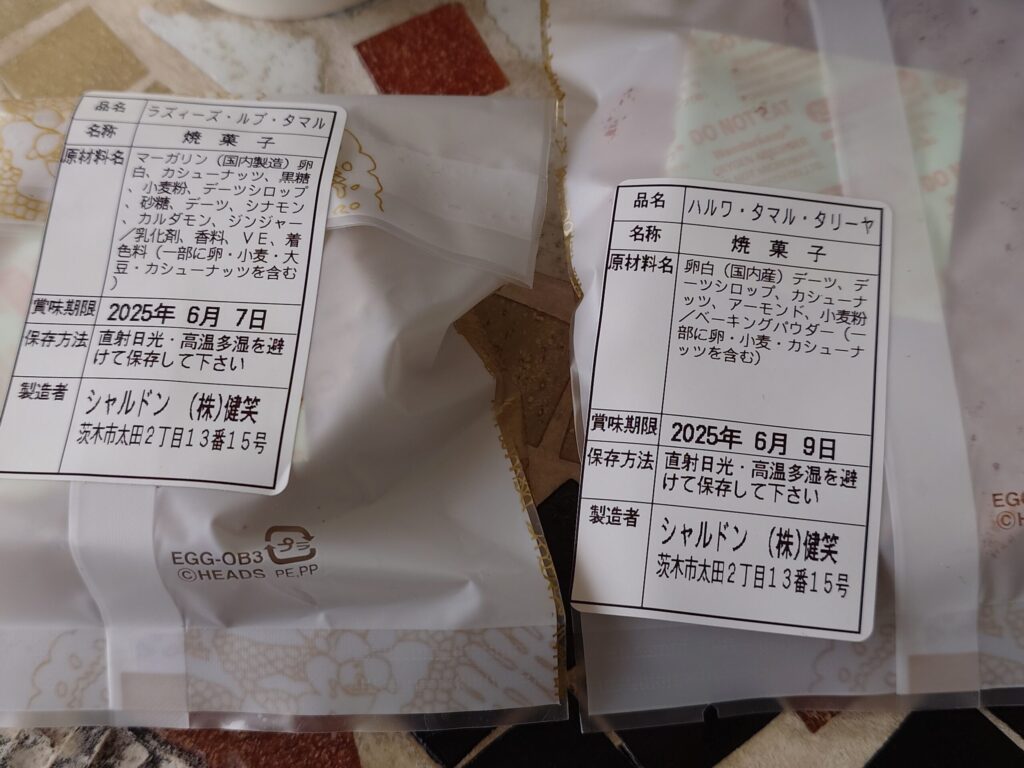 品名 ラズィーズ・ルブ・タマル
名称 焼菓子
原材料名 マーガリン（国内製造）卵
白、カシューナッツ、黒糖
、小麦粉、デーツシロップ
、砂糖、デーツ、シナモン
、カルダモン、ジンジャー
／乳化剤、香料、ＶＥ、着
色料（一部に卵・小麦・大
豆・カシューナッツを含む
）
賞味期限 2025年 6月 7日
保存方法 直射日光・高温多湿を避
けて保存して下さい
製造者 シャルドン （株）健笑
茨木市太田２丁目１３番１５号
EGG-OB3
プラ
©HEADS PE,PP
品名 ハルワ・タマル・タリーヤ
名称 焼菓子
原材料名 卵白（国内産）デーツ、デ
ーツシロップ、カシューナ
ッツ、アーモンド、小麦粉
／ベーキングパウダー（一
部に卵・小麦・カシューナ
ッツを含む）
賞味期限 2025年 6月 9日
保存方法 直射日光・高温多湿を避
けて保存して下さい
製造者 シャルドン （株）健笑
茨木市太田２丁目１３番１５号